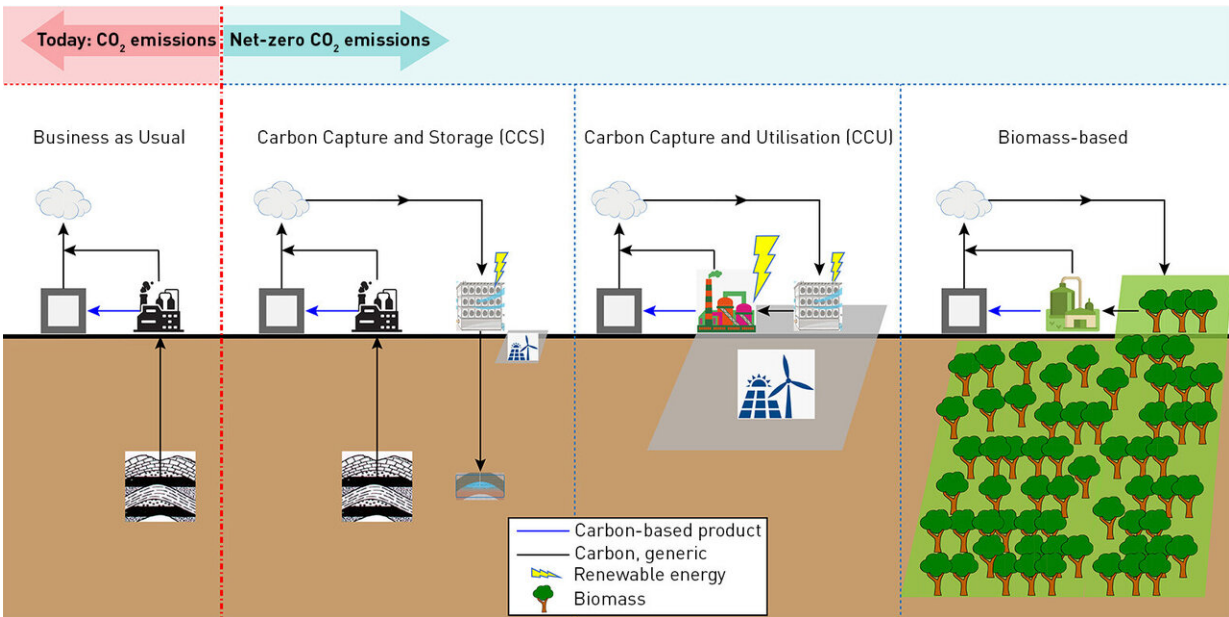 Today: CO₂ emissions
Net-zero CO₂ emissions
Business as Usual
Carbon Capture and Storage (CCS)
Carbon Capture and Utilisation (CCU)
Biomass-based
Carbon-based product
Carbon, generic
Renewable energy
Biomass